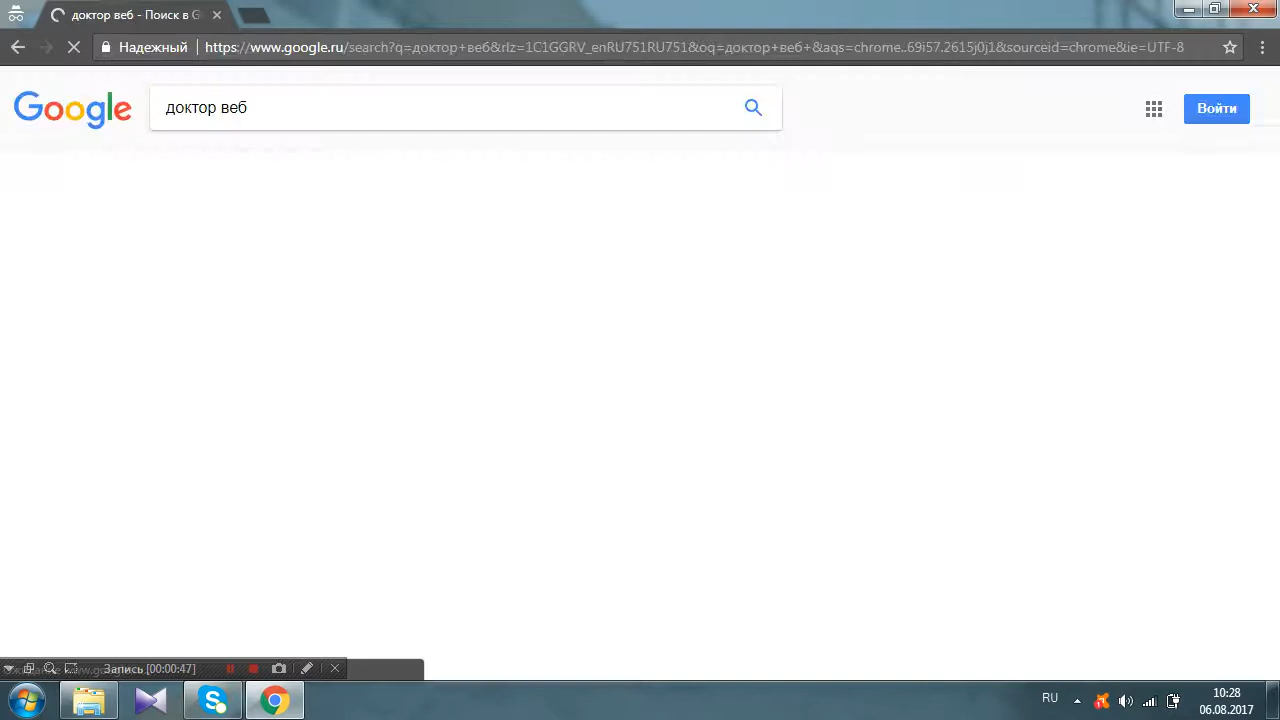 доктор веб - Поиск в G
Надежный
https://www.google.ru/search?q=доктор+веб&rlz=1C1GGRV_enRU751RU751&oq=доктор+веб+&aqs=chrome..69i57.2615j0j1&sourceid=chrome&ie=UTF-8
Google
доктор веб
Войти
Запись [00:00:47]
RU
10:28
06.08.2017